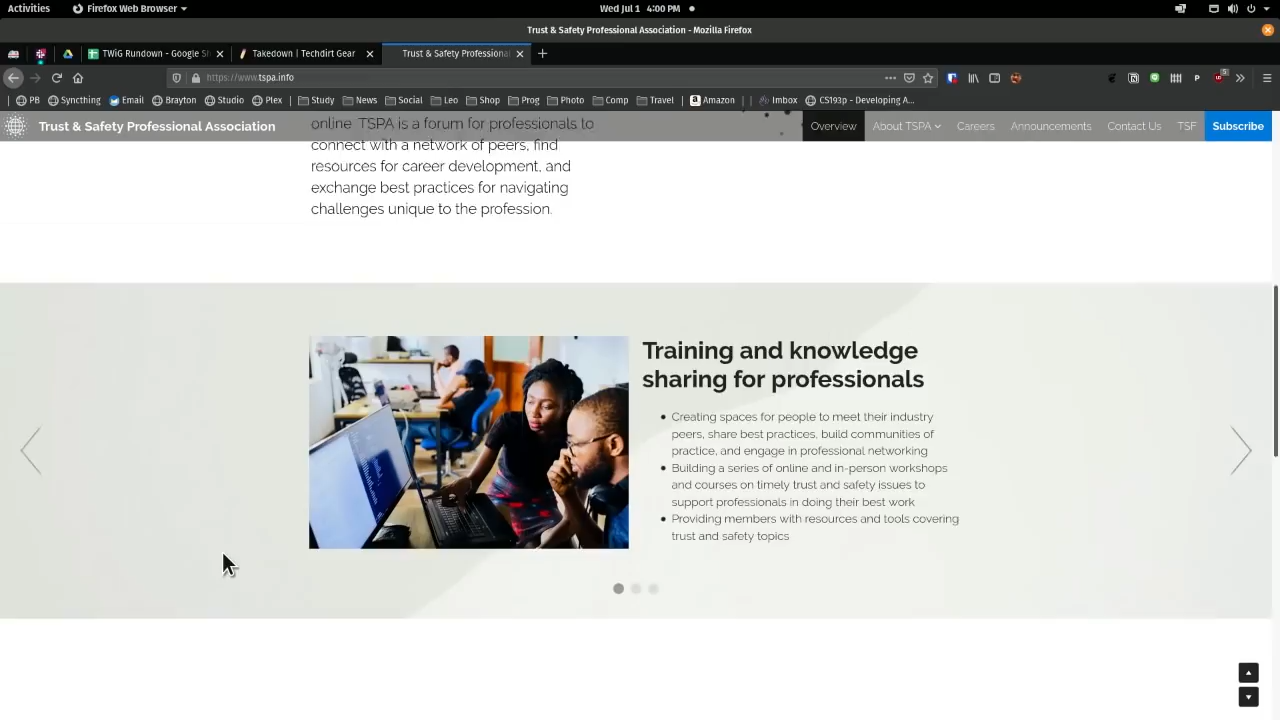 Activities
Firefox Web Browser
Wed Jul 1 4:00 PM
Trust & Safety Professional Association - Mozilla Firefox
TWiG Rundown - Google Sh
Takedown | Techdirt Gear
Trust & Safety Professional
https://www.tspa.info
PB
Syncthing
Email
Brayton
Studio
Plex
Study
News
Social
Leo
Shop
Prog
Photo
Comp
Travel
Amazon
Imbox
CS193p - Developing A...
Trust & Safety Professional Association
Overview
About TSPA
Careers
Announcements
Contact Us
TSF
Subscribe
online TSPA is a forum for professionals to
connect with a network of peers, find
resources for career development, and
exchange best practices for navigating
challenges unique to the profession.
Training and knowledge
sharing for professionals
Creating spaces for people to meet their industry
peers, share best practices, build communities of
practice, and engage in professional networking
Building a series of online and in-person workshops
and courses on timely trust and safety issues to
support professionals in doing their best work
Providing members with resources and tools covering
trust and safety topics